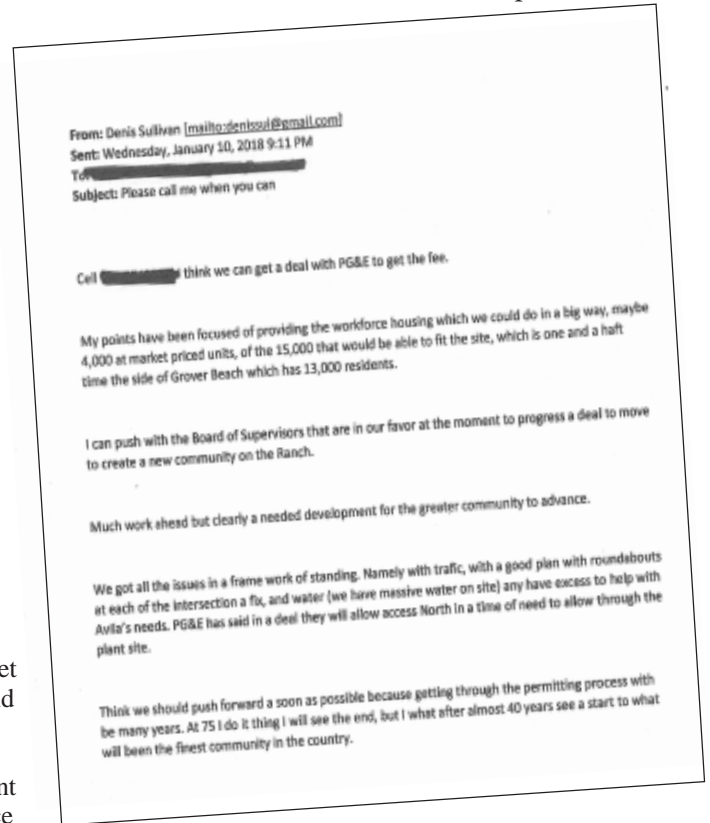 From: Denis Sullivan [mailto:denissul@gmail.com]
Sent: Wednesday, January 10, 2018 9:11 PM
To:
Subject: Please call me when you can
Cell think we can get a deal with PG&E to get the fee.
My points have been focused of providing the workforce housing which we could do in a big way, maybe
4,000 at market priced units, of the 15,000 that would be able to fit the site, which is one and a haft
time the side of Grover Beach which has 13,000 residents.
I can push with the Board of Supervisors that are in our favor at the moment to progress a deal to move
to create a new community on the Ranch.
Much work ahead but clearly a needed development for the greater community to advance.
We got all the issues in a frame work of standing. Namely with trafic, with a good plan with roundabouts
at each of the intersection a fix, and water (we have massive water on site) any have excess to help with
Avila's needs. PG&E has said in a deal they will allow access North in a time of need to allow through the
plant site.
Think we should push forward a soon as possible because getting through the permitting process with
be many years. At 75 I do it thing I will see the end, but I what after almost 40 years see a start to what
will been the finest community in the country.